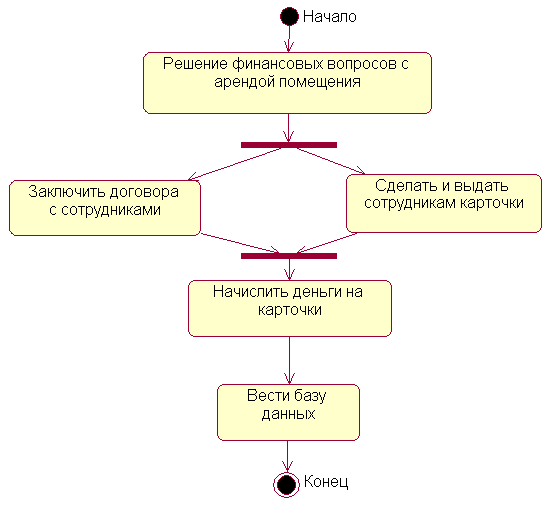 Начало
Решение финансовых вопросов с
арендой помещения
Заключить договора
с сотрудниками
Сделать и выдать
сотрудникам карточки
Начислить деньги на
карточки
Вести базу
данных
Конец